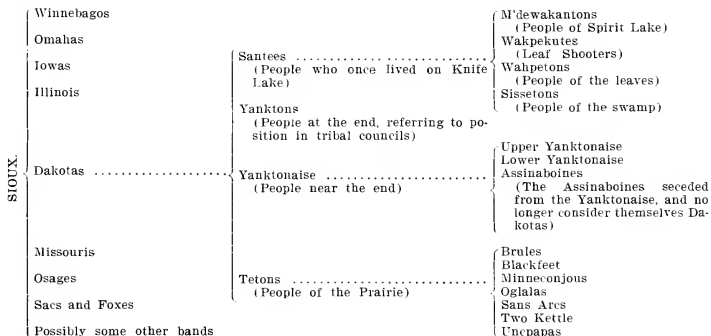 SIOUX.
Winnebagos
Omahas
Iowas
Illinois
Dakotas
Missouris
Osages
Sacs and Foxes
Possibly some other bands
Santees
(People who once lived on Knife
Lake)
Yanktons
(People at the end, referring to po-
sition in tribal councils)
Yanktonaise
(People near the end)
Tetons
(People of the Prairie)
M'dewakantons
(People of Spirit Lake)
Wakpekutes
(Leaf Shooters)
Wahpetons
(People of the leaves)
Sissetons
(People of the swamp)
Upper Yanktonaise
Lower Yanktonaise
Assinaboines
(The Assinaboines seceded
from the Yanktonaise, and no
longer consider themselves Da-
kotas)
Brules
Blackfeet
Minneconjous
Oglalas
Sans Arcs
Two Kettle
Uncpapas